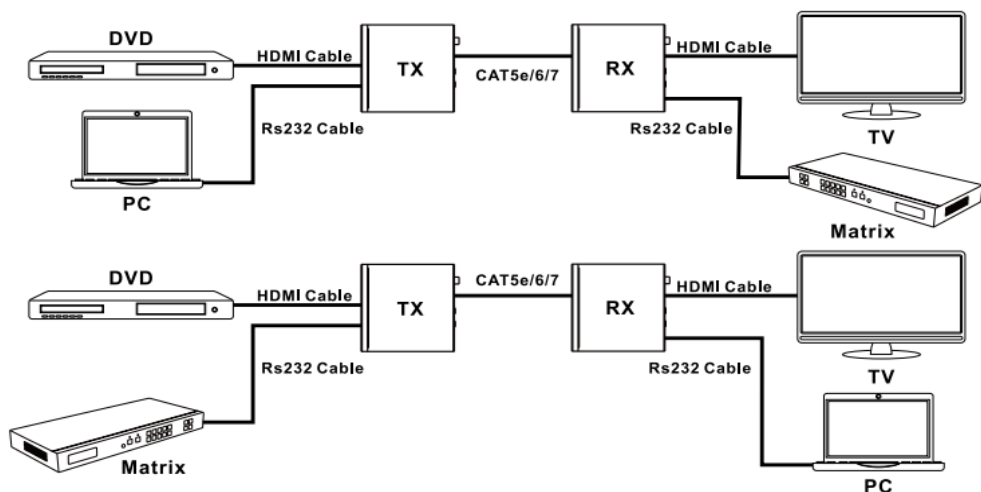 DVD
HDMI Cable
TX
CAT5e/6/7
RX
HDMI Cable
Rs232 Cable
Rs232 Cable
TV
PC
Matrix
DVD
HDMI Cable
TX
CAT5e/6/7
RX
HDMI Cable
Rs232 Cable
Rs232 Cable
TV
Matrix
PC